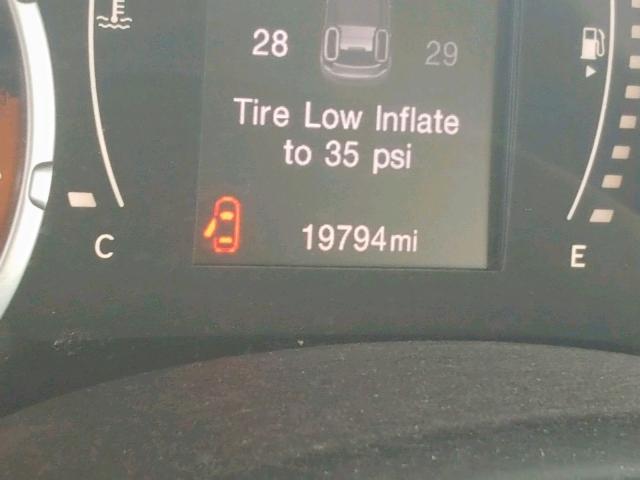 28 29
Tire Low Inflate
to 35 psi
19794mi
C E